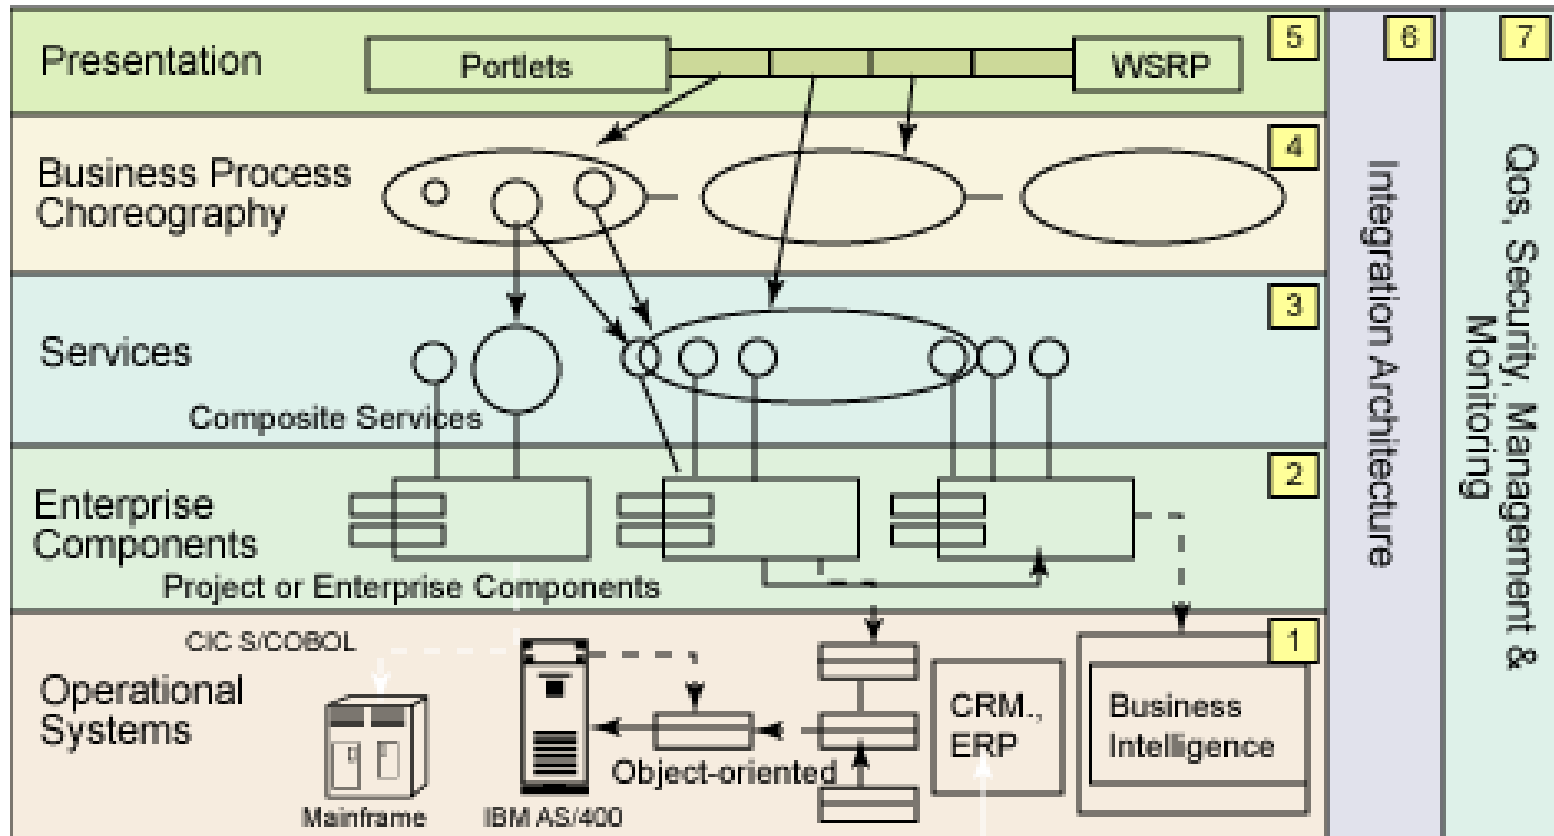 Presentation
Portlets
WSRP
5
6
7
Business Process
Choreography
4
Services
Composite Services
3
Enterprise
Components
Project or Enterprise Components
2
CIC S/COBOL
Operational
Systems
Mainframe
IBM AS/400
Object-oriented
CRM.,
ERP
Business
Intelligence
1
Integration Architecture
Qos, Security, Management &
Monitoring